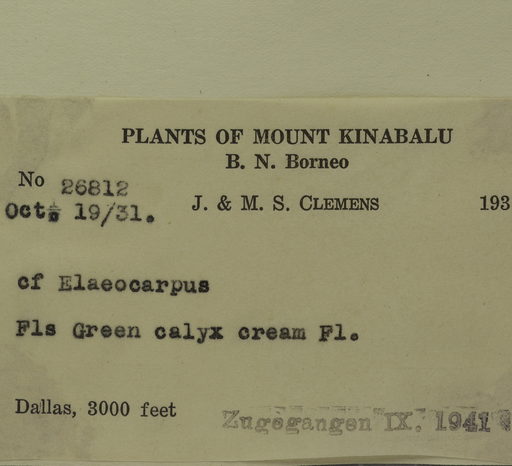 PLANTS OF MOUNT KINABALU
B. N. Borneo
No 26812
J. & M. S. CLEMENS 193
Oct. 19/31.
cf Elaeocarpus
Fls Green calyx cream Fl.
Dallas, 3000 feet
Zugegangen IX. 1941